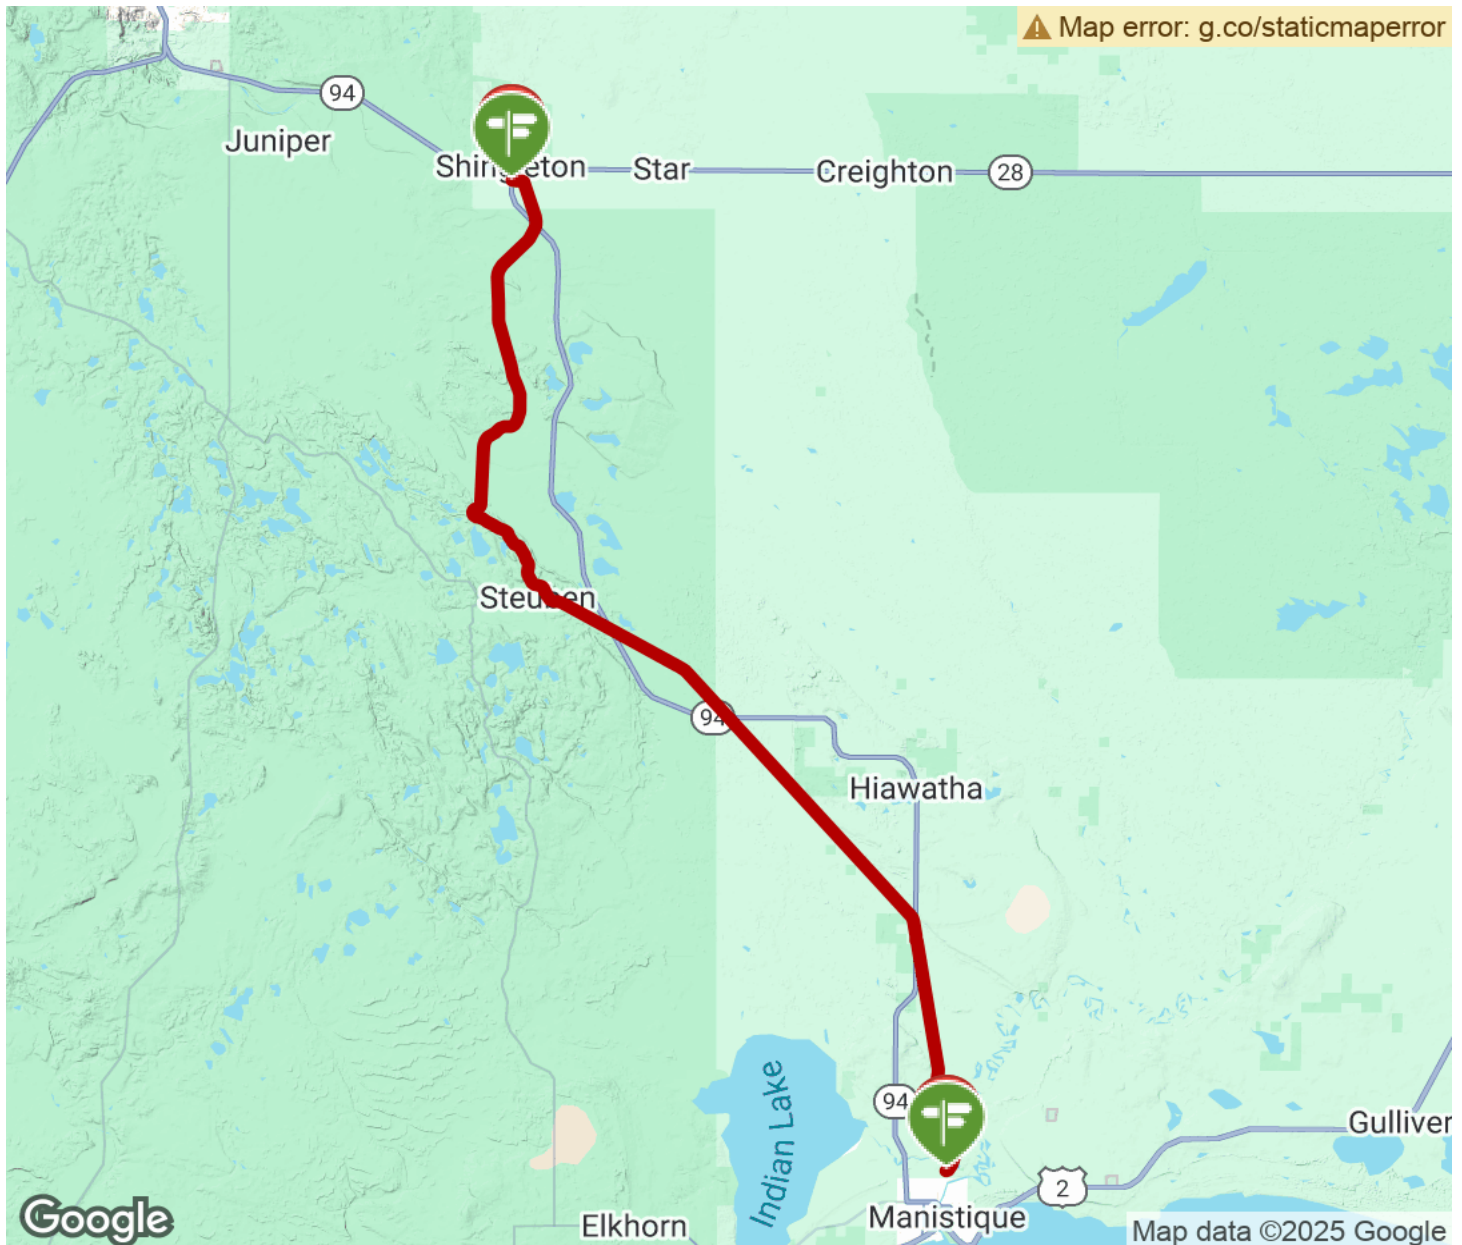 Map error: g.co/staticmaperror
94
Juniper
Star
Creighton
28
Steuben
94
Hiawatha
Indian Lake
94
Gulliver
2
Manistique
Elkhorn
Google
Map data ©2025 Google